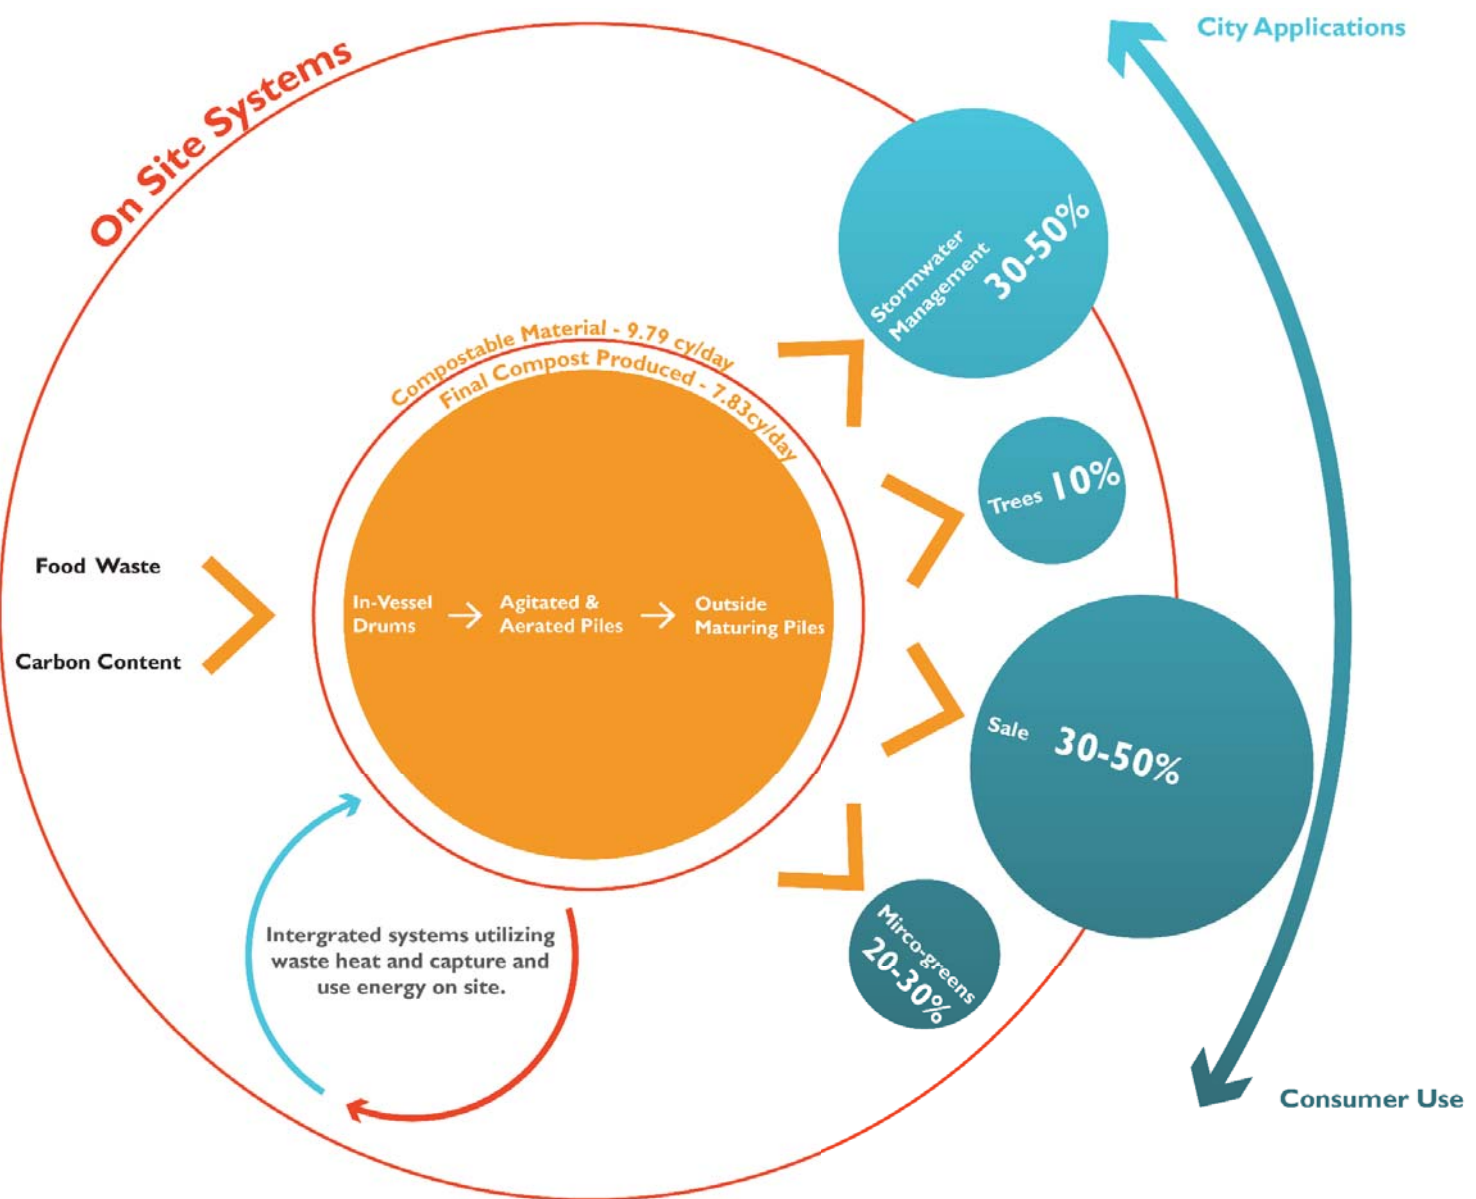 City Applications
On Site Systems
Stormwater
Management
30-50%
Compostable Material - 9.79 cy/day
Final Compost Produced - 7.83cy/day
Trees 10%
Food Waste
Carbon Content
In-Vessel
Drums
Agitated &
Aerated Piles
Outside
Maturing Piles
Sale 30-50%
Mirco-greens
20-30%
Intergrated systems utilizing
waste heat and capture and
use energy on site.
Consumer Use